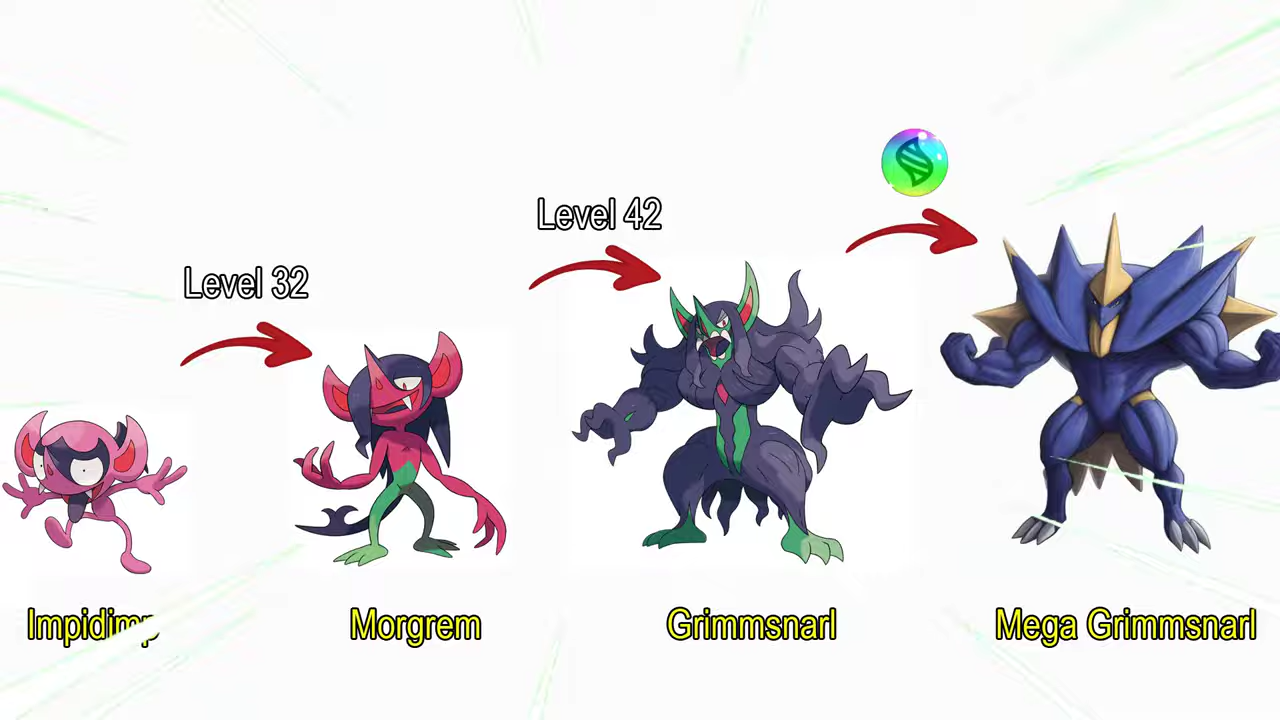 Level 42
Level 32
Impidimp
Morgrem
Grimmsnarl
Mega Grimmsnarl